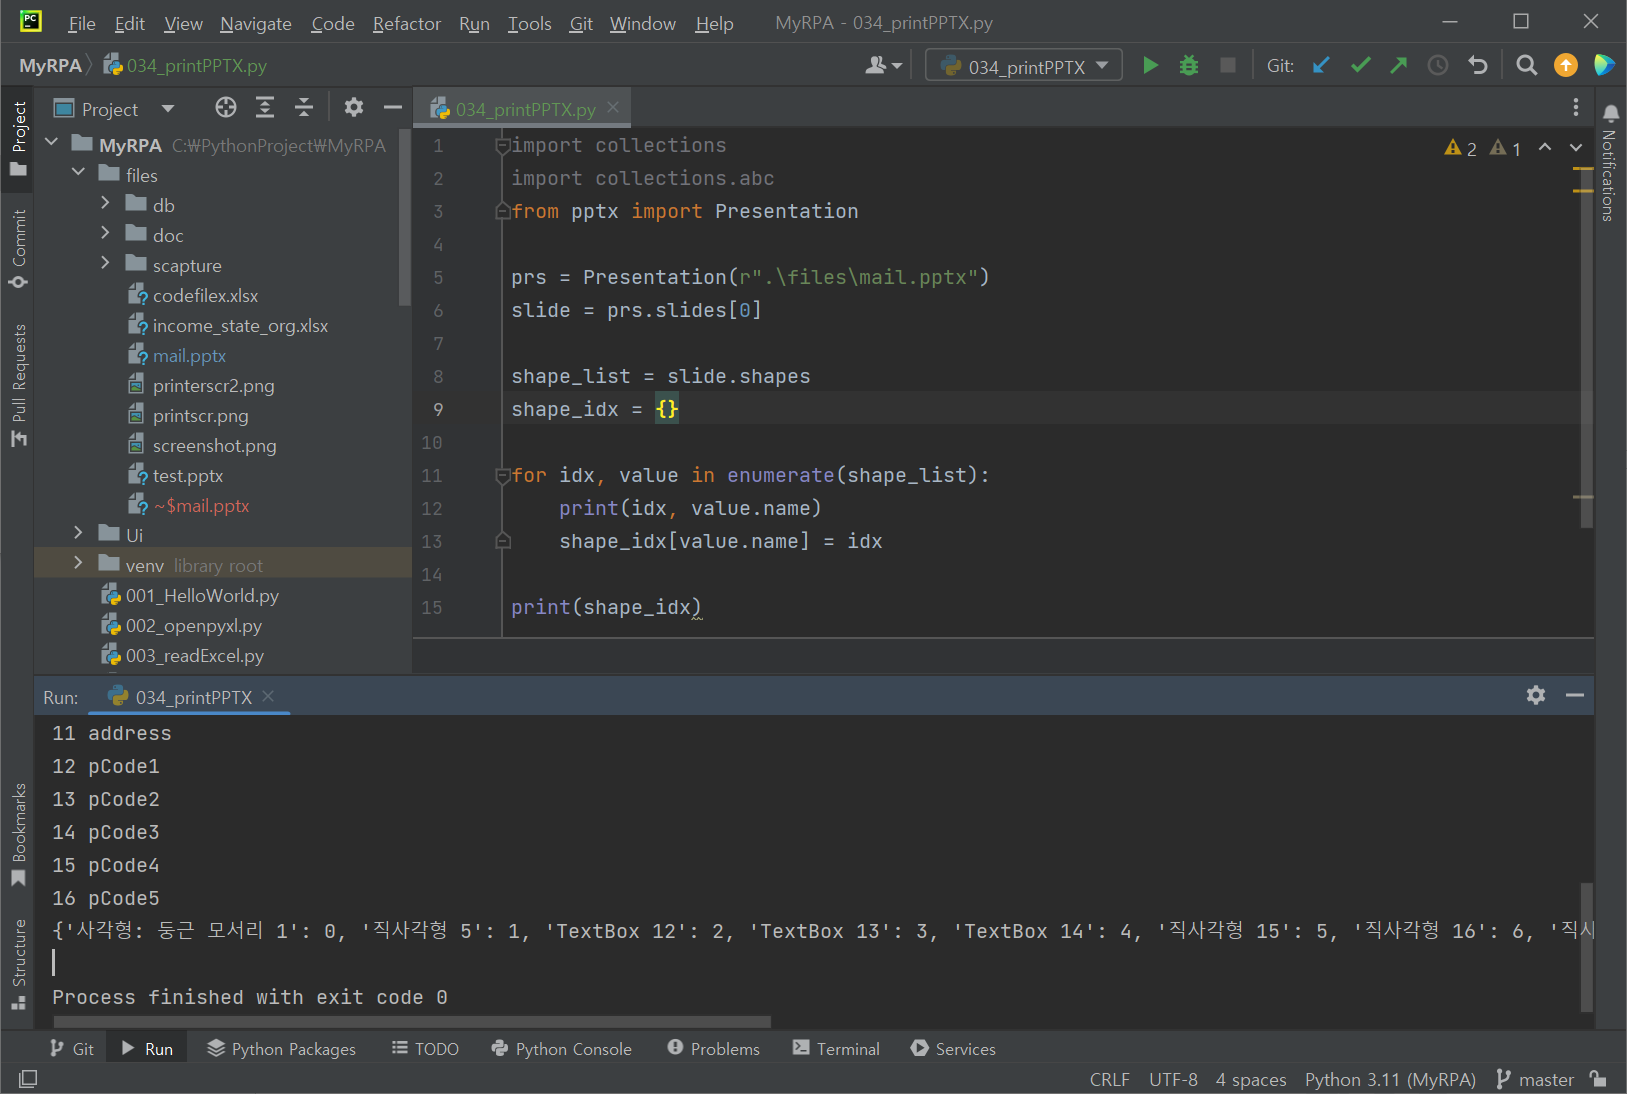 PC File Edit View Navigate Code Refactor Run Tools Git Window Help MyRPA - 034_printPPTX.py
MyRPA 034_printPPTX.py 034_printPPTX Git:
Project
Project
034_printPPTX.py
MyRPA C:₩PythonProject₩MyRPA
files
db
doc
scapture
codefilex.xlsx
income_state_org.xlsx
mail.pptx
printerscr2.png
printscr.png
screenshot.png
test.pptx
~$mail.pptx
Ui
venv library root
001_HelloWorld.py
002_openpyxl.py
003_readExcel.py
Commit
Pull Requests
Bookmarks
Structure
1 import collections
2 import collections.abc
3 from pptx import Presentation
4
5 prs = Presentation(r".\files\mail.pptx")
6 slide = prs.slides[0]
7
8 shape_list = slide.shapes
9 shape_idx = {}
10
11 for idx, value in enumerate(shape_list):
12 print(idx, value.name)
13 shape_idx[value.name] = idx
14
15 print(shape_idx)
2 1
Notifications
Run: 034_printPPTX
11 address
12 pCode1
13 pCode2
14 pCode3
15 pCode4
16 pCode5
{'사각형: 둥근 모서리 1': 0, '직사각형 5': 1, 'TextBox 12': 2, 'TextBox 13': 3, 'TextBox 14': 4, '직사각형 15': 5, '직사각형 16': 6, '직사
Process finished with exit code 0
Git Run Python Packages TODO Python Console Problems Terminal Services
CRLF UTF-8 4 spaces Python 3.11 (MyRPA) master